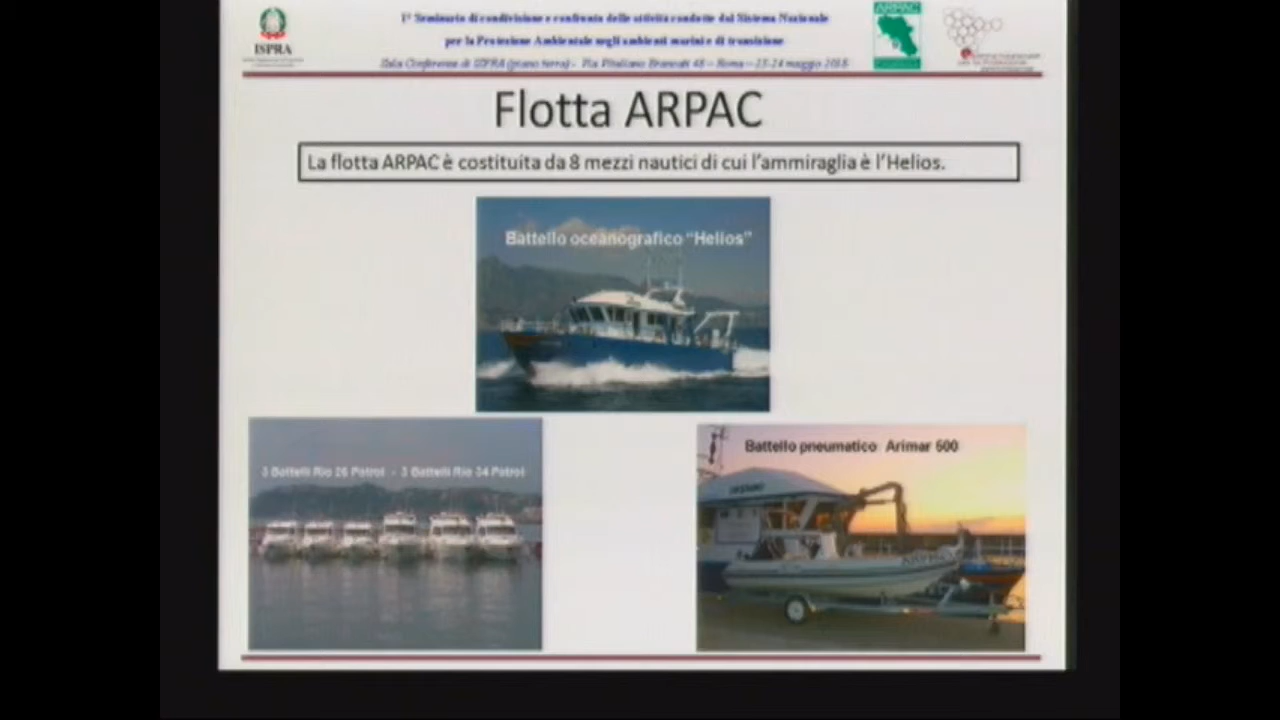 1° Seminario di condivisione e confronto delle attività condotte dal Sistema Nazionale
per la Protezione Ambientale negli ambienti marini e di transizione
Sala Conferenze di ISPRA (piano terra) - Via Vitaliano Brancati 48 - Roma - 23-24 maggio 2018
ISPRA
ARPAC
Flotta ARPAC
La flotta ARPAC è costituita da 8 mezzi nautici di cui l'ammiraglia è l'Helios.
Battello oceanografico “Helios”
3 Battelli Rio 26 Patrol - 3 Battelli Rio 34 Patrol
Battello pneumatico Arimar 600